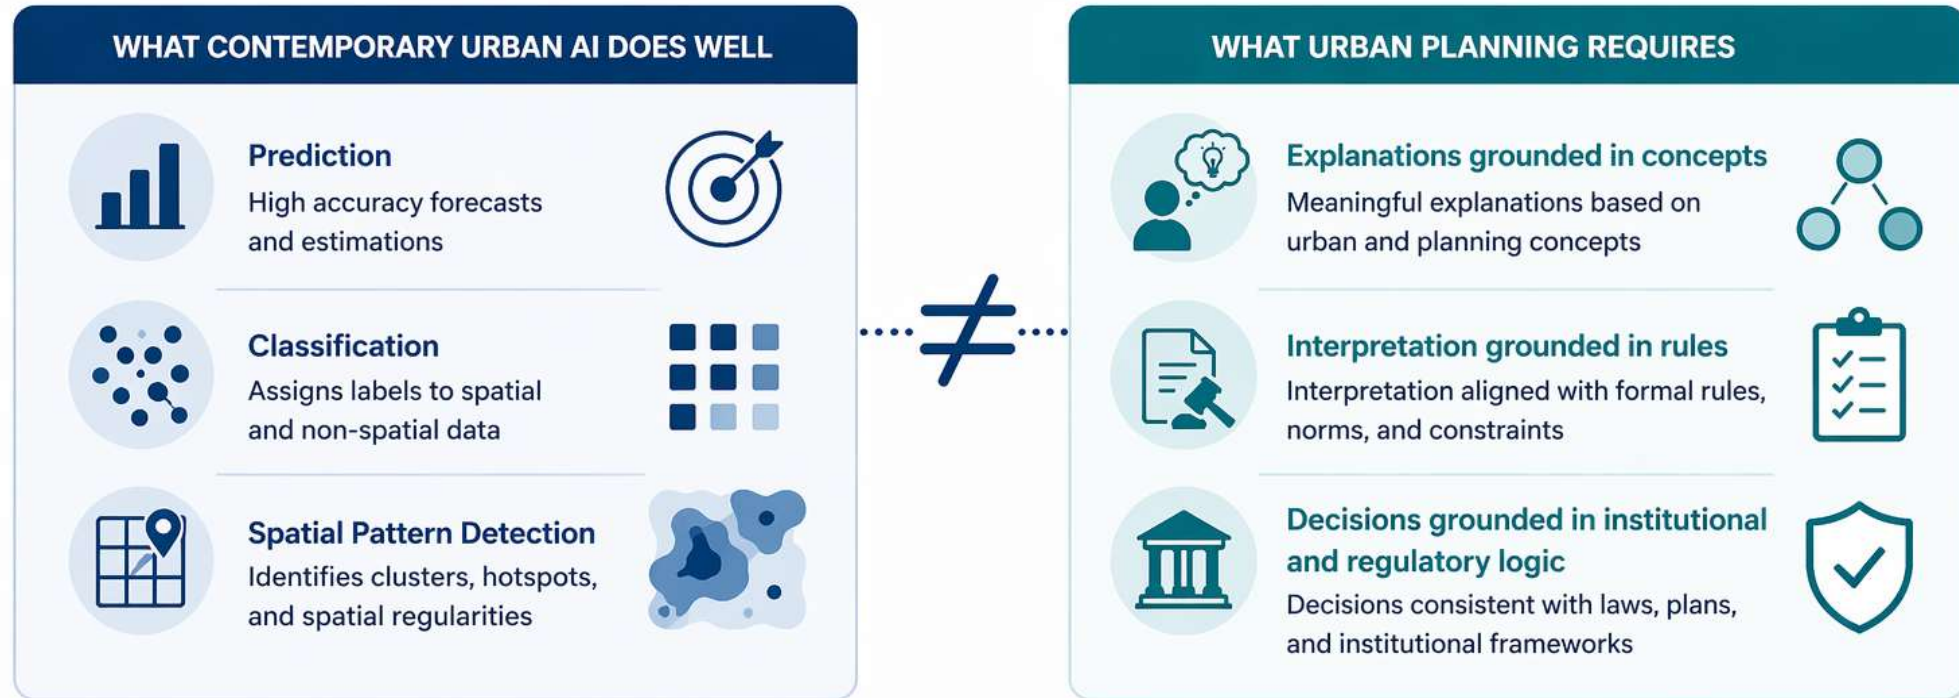 WHAT CONTEMPORARY URBAN AI DOES WELL
Prediction
High accuracy forecasts
and estimations
Classification
Assigns labels to spatial
and non-spatial data
Spatial Pattern Detection
Identifies clusters, hotspots,
and spatial regularities
≠
WHAT URBAN PLANNING REQUIRES
Explanations grounded in concepts
Meaningful explanations based on
urban and planning concepts
Interpretation grounded in rules
Interpretation aligned with formal rules,
norms, and constraints
Decisions grounded in institutional
and regulatory logic
Decisions consistent with laws, plans,
and institutional frameworks